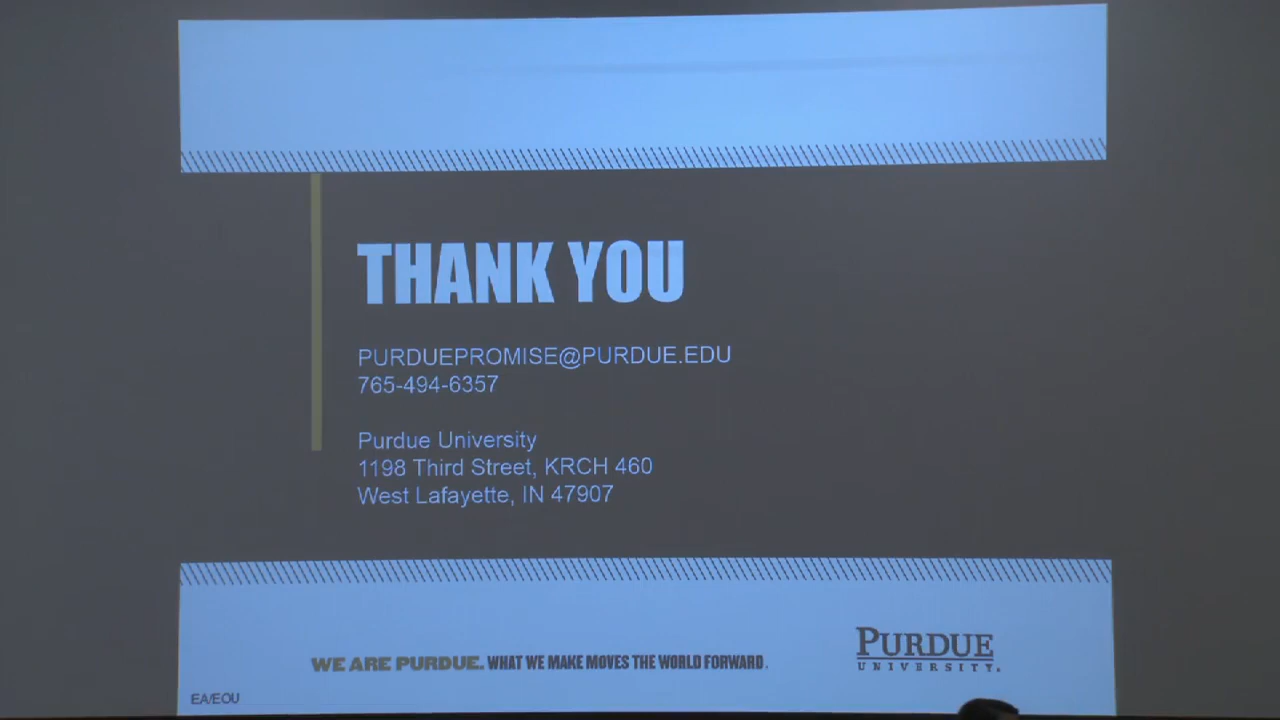 THANK YOU
PURDUEPROMISE@PURDUE.EDU
765-494-6357
Purdue University
1198 Third Street, KRCH 460
West Lafayette, IN 47907
WE ARE PURDUE. WHAT WE MAKE MOVES THE WORLD FORWARD.
PURDUE
UNIVERSITY.
EA/EOU